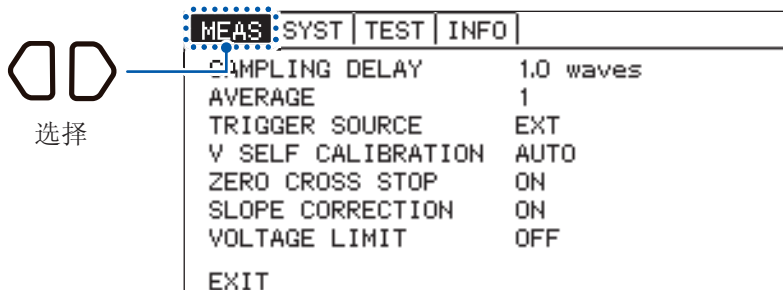 MEAS SYST TEST INFO
选择
SAMPLING DELAY 1.0 waves
AVERAGE 1
TRIGGER SOURCE EXT
V SELF CALIBRATION AUTO
ZERO CROSS STOP ON
SLOPE CORRECTION ON
VOLTAGE LIMIT OFF
EXIT